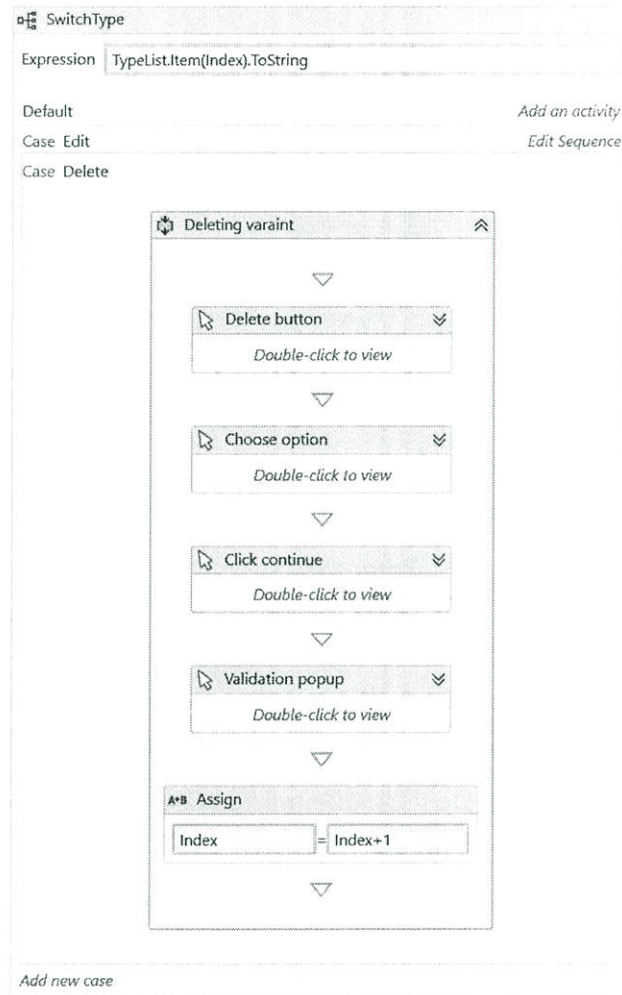 SwitchType
Expression TypeList.Item(Index).ToString
Default Add an activity
Case Edit Edit Sequence
Case Delete
Deleting varaint
Delete button
Double-click to view
Choose option
Double-click to view
Click continue
Double-click to view
Validation popup
Double-click to view
A+B Assign
Index = Index+1
Add new case